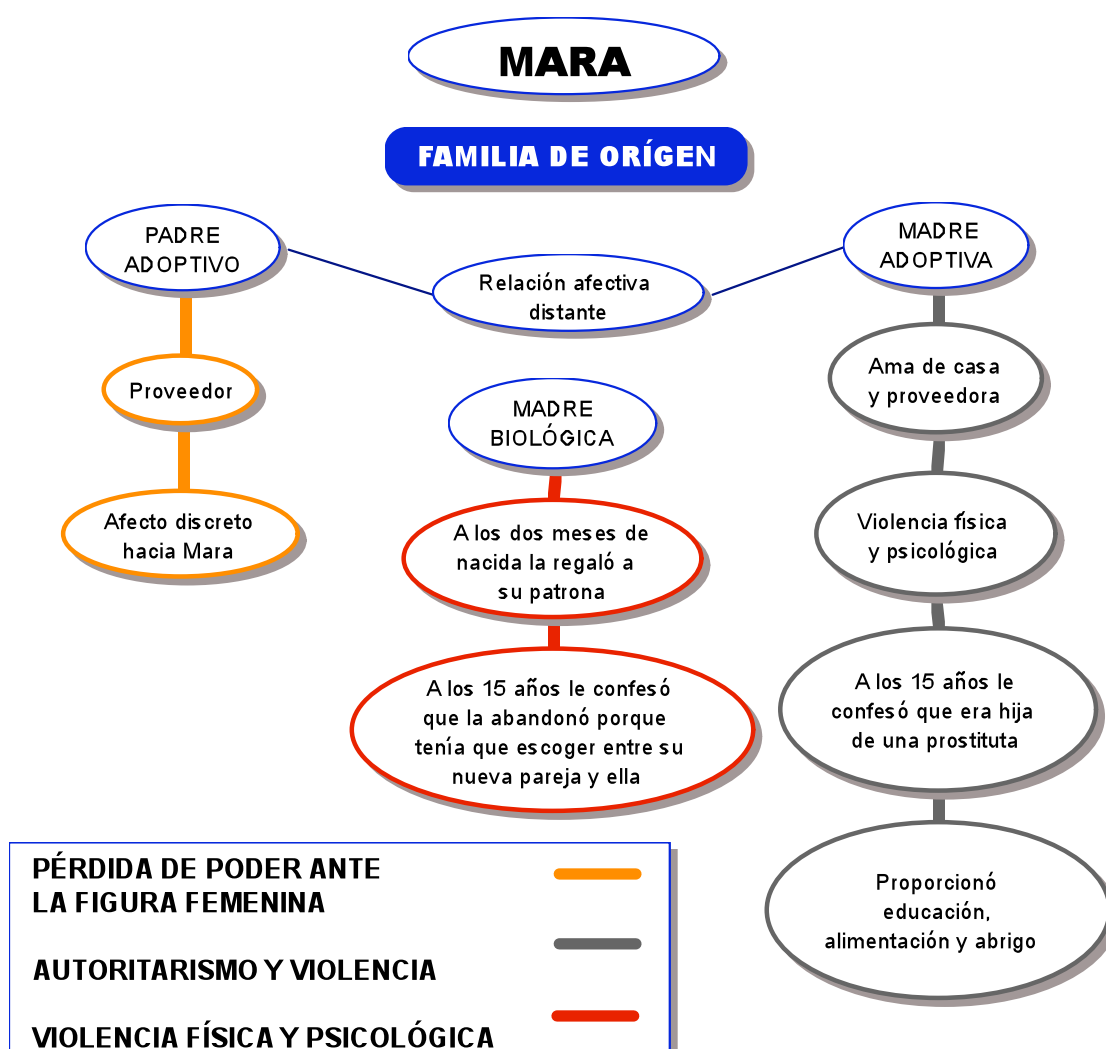 MARA
FAMILIA DE ORÍGEN
PADRE
ADOPTIVO
MADRE
ADOPTIVA
Relación afectiva
distante
Proveedor
Afecto discreto
hacia Mara
MADRE
BIOLÓGICA
A los dos meses de
nacida la regaló a
su patrona
A los 15 años le confesó
que la abandonó porque
tenía que escoger entre su
nueva pareja y ella
Ama de casa
y proveedora
Violencia física
y psicológica
A los 15 años le
confesó que era hija
de una prostituta
Proporcionó
educación,
alimentación y abrigo
PÉRDIDA DE PODER ANTE
LA FIGURA FEMENINA
AUTORITARISMO Y VIOLENCIA
VIOLENCIA FÍSICA Y PSICOLÓGICA